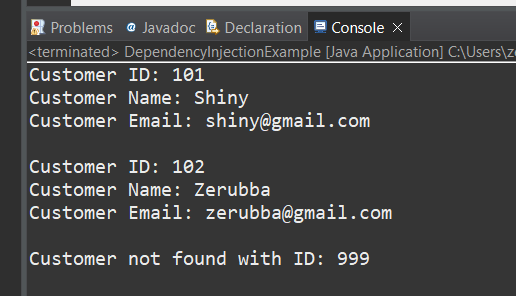 Problems Javadoc Declaration Console
<terminated> DependencyInjectionExample [Java Application] C:\Users\z
Customer ID: 101
Customer Name: Shiny
Customer Email: shiny@gmail.com
Customer ID: 102
Customer Name: Zerubba
Customer Email: zerubba@gmail.com
Customer not found with ID: 999